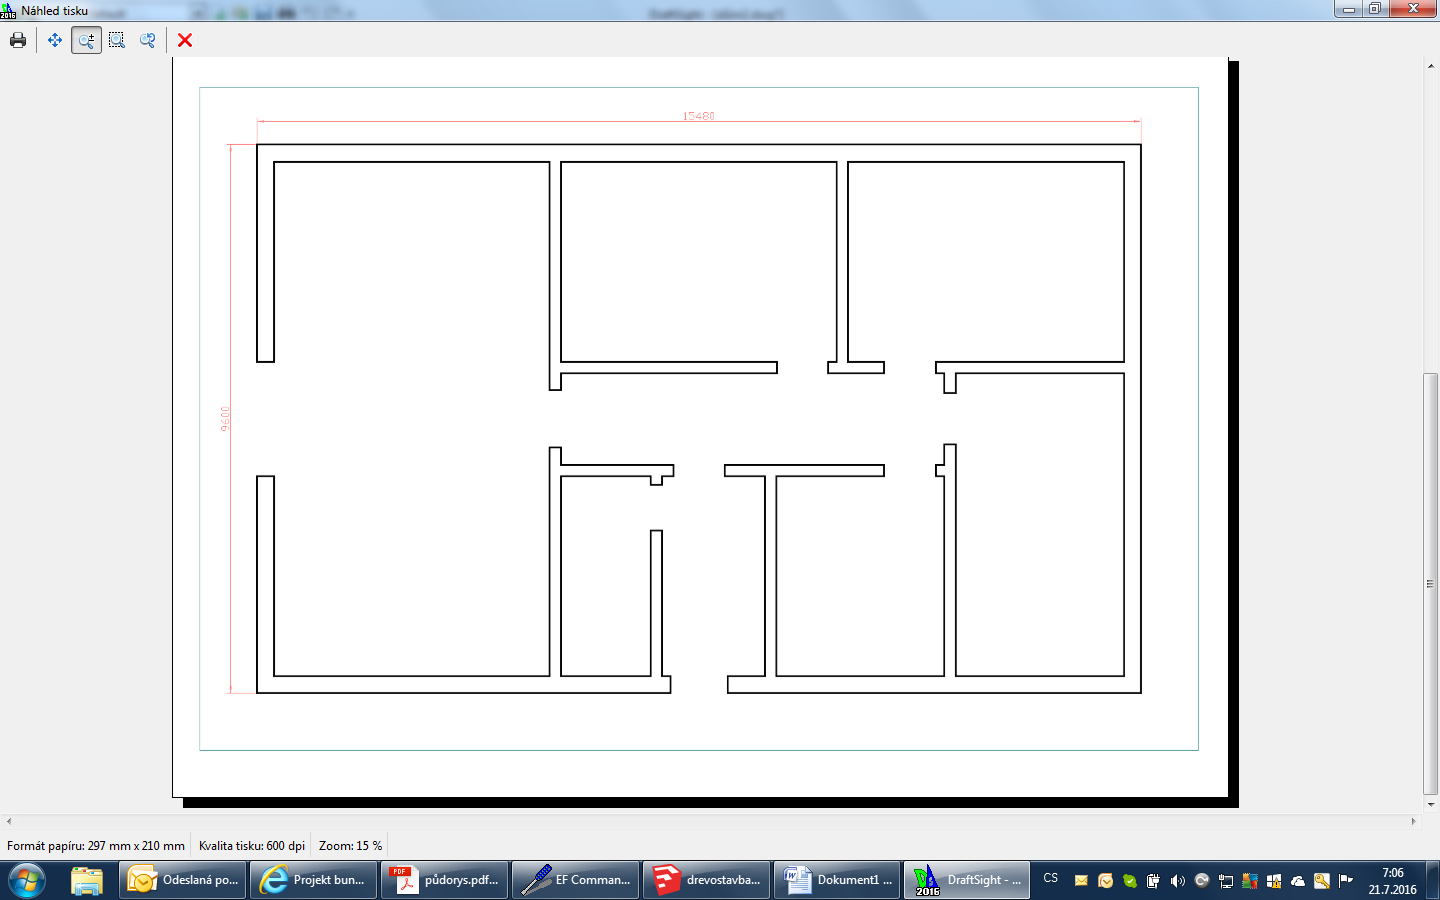 Náhled tisku
15480
9600
Formát papíru: 297 mm x 210 mm Kvalita tisku: 600 dpi Zoom: 15 %
Odeslaná po... Projekt bun... půdorys.pdf... EF Comman... drevostavba... Dokument1 ... DraftSight - ... CS 7:06
21.7.2016